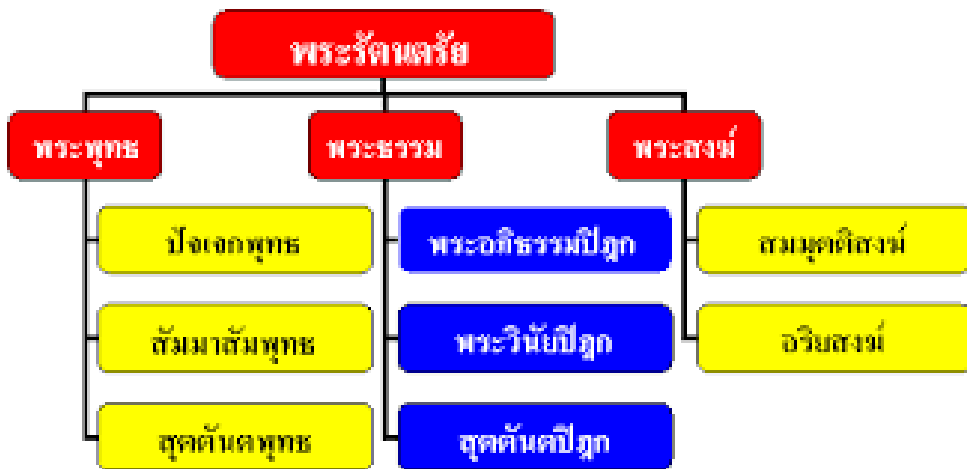 พระรัตนตรัย
พระพุทธ
พระธรรม
พระสงฆ์
ปัจเจกพุทธ
พระอภิธรรมปิฎก
สมมุตติสงฆ์
สัมมาสัมพุทธ
พระวินัยปิฎก
อริยสงฆ์
สุตตันตพุทธ
สุตตันตปิฎก